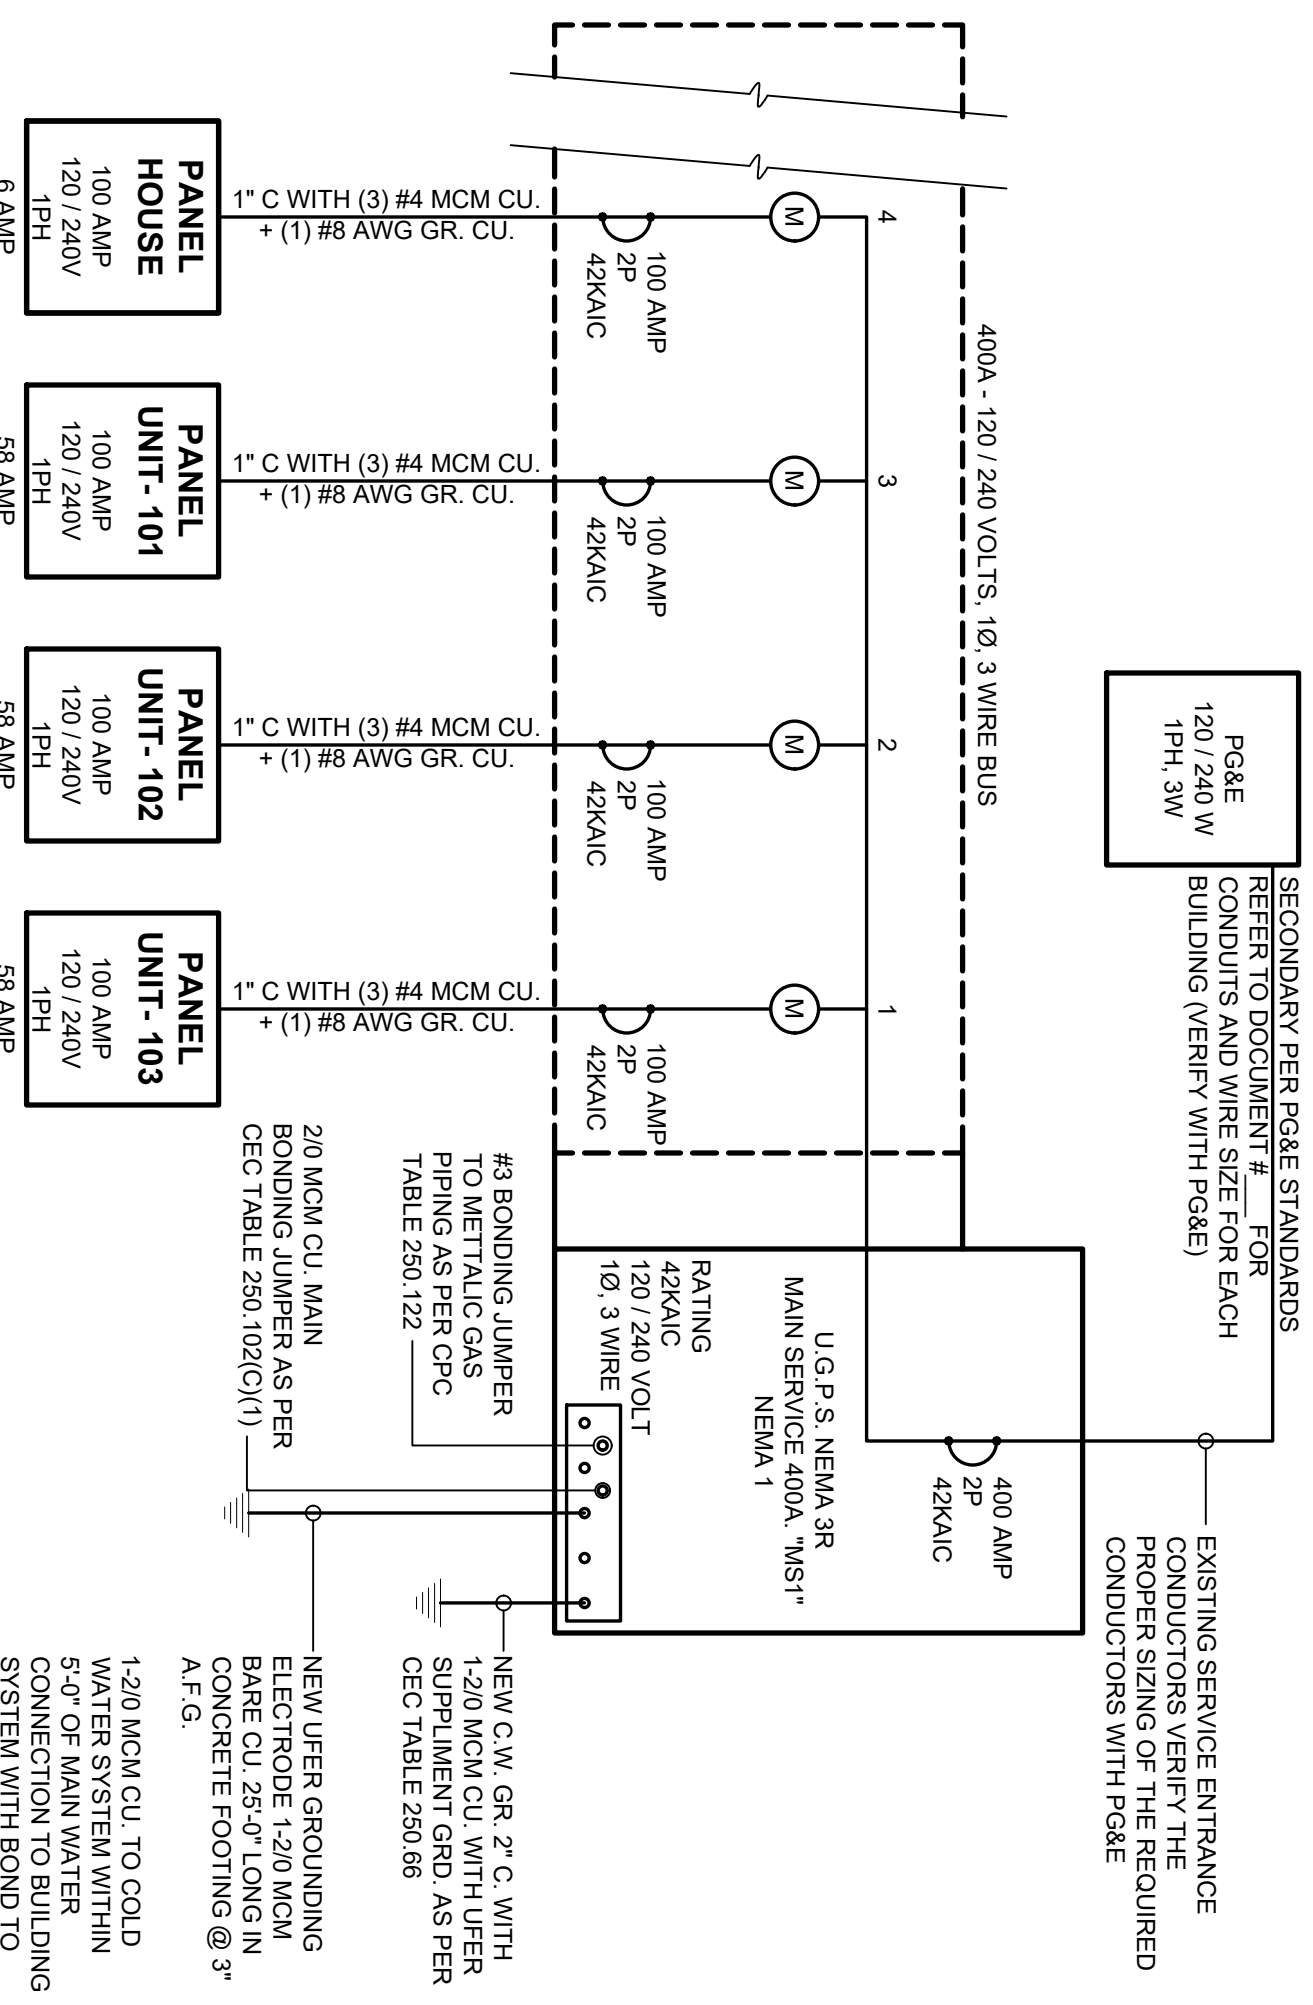 PG&E
120 / 240 W
1PH, 3W
SECONDARY PER PG&E STANDARDS
REFER TO DOCUMENT #___ FOR
CONDUITS AND WIRE SIZE FOR EACH
BUILDING (VERIFY WITH PG&E)
EXISTING SERVICE ENTRANCE
CONDUCTORS VERIFY THE
PROPER SIZING OF THE REQUIRED
CONDUCTORS WITH PG&E
400A - 120 / 240 VOLTS, 1Ø, 3 WIRE BUS
4
3
2
1
M
M
M
M
100 AMP
2P
42KAIC
100 AMP
2P
42KAIC
100 AMP
2P
42KAIC
100 AMP
2P
42KAIC
400 AMP
2P
42KAIC
U.G.P.S. NEMA 3R
MAIN SERVICE 400A. "MS1"
NEMA 1
RATING
42KAIC
120 / 240 VOLT
1Ø, 3 WIRE
1" C WITH (3) #4 MCM CU.
+ (1) #8 AWG GR. CU.
1" C WITH (3) #4 MCM CU.
+ (1) #8 AWG GR. CU.
1" C WITH (3) #4 MCM CU.
+ (1) #8 AWG GR. CU.
1" C WITH (3) #4 MCM CU.
+ (1) #8 AWG GR. CU.
#3 BONDING JUMPER
TO METTALIC GAS
PIPING AS PER CPC
TABLE 250.122
2/0 MCM CU. MAIN
BONDING JUMPER AS PER
CEC TABLE 250.102(C)(1)
NEW C.W. GR. 2" C. WITH
1-2/0 MCM CU. WITH UFER
SUPPLIMENT GRD. AS PER
CEC TABLE 250.66
NEW UFER GROUNDING
ELECTRODE 1-2/0 MCM
BARE CU. 25'-0" LONG IN
CONCRETE FOOTING @ 3"
A.F.G.
1-2/0 MCM CU. TO COLD
WATER SYSTEM WITHIN
5'-0" OF MAIN WATER
CONNECTION TO BUILDING
SYSTEM WITH BOND TO
PANEL
HOUSE
100 AMP
120 / 240V
1PH
6 AMP
PANEL
UNIT- 101
100 AMP
120 / 240V
1PH
58 AMP
PANEL
UNIT- 102
100 AMP
120 / 240V
1PH
58 AMP
PANEL
UNIT- 103
100 AMP
120 / 240V
1PH
58 AMP